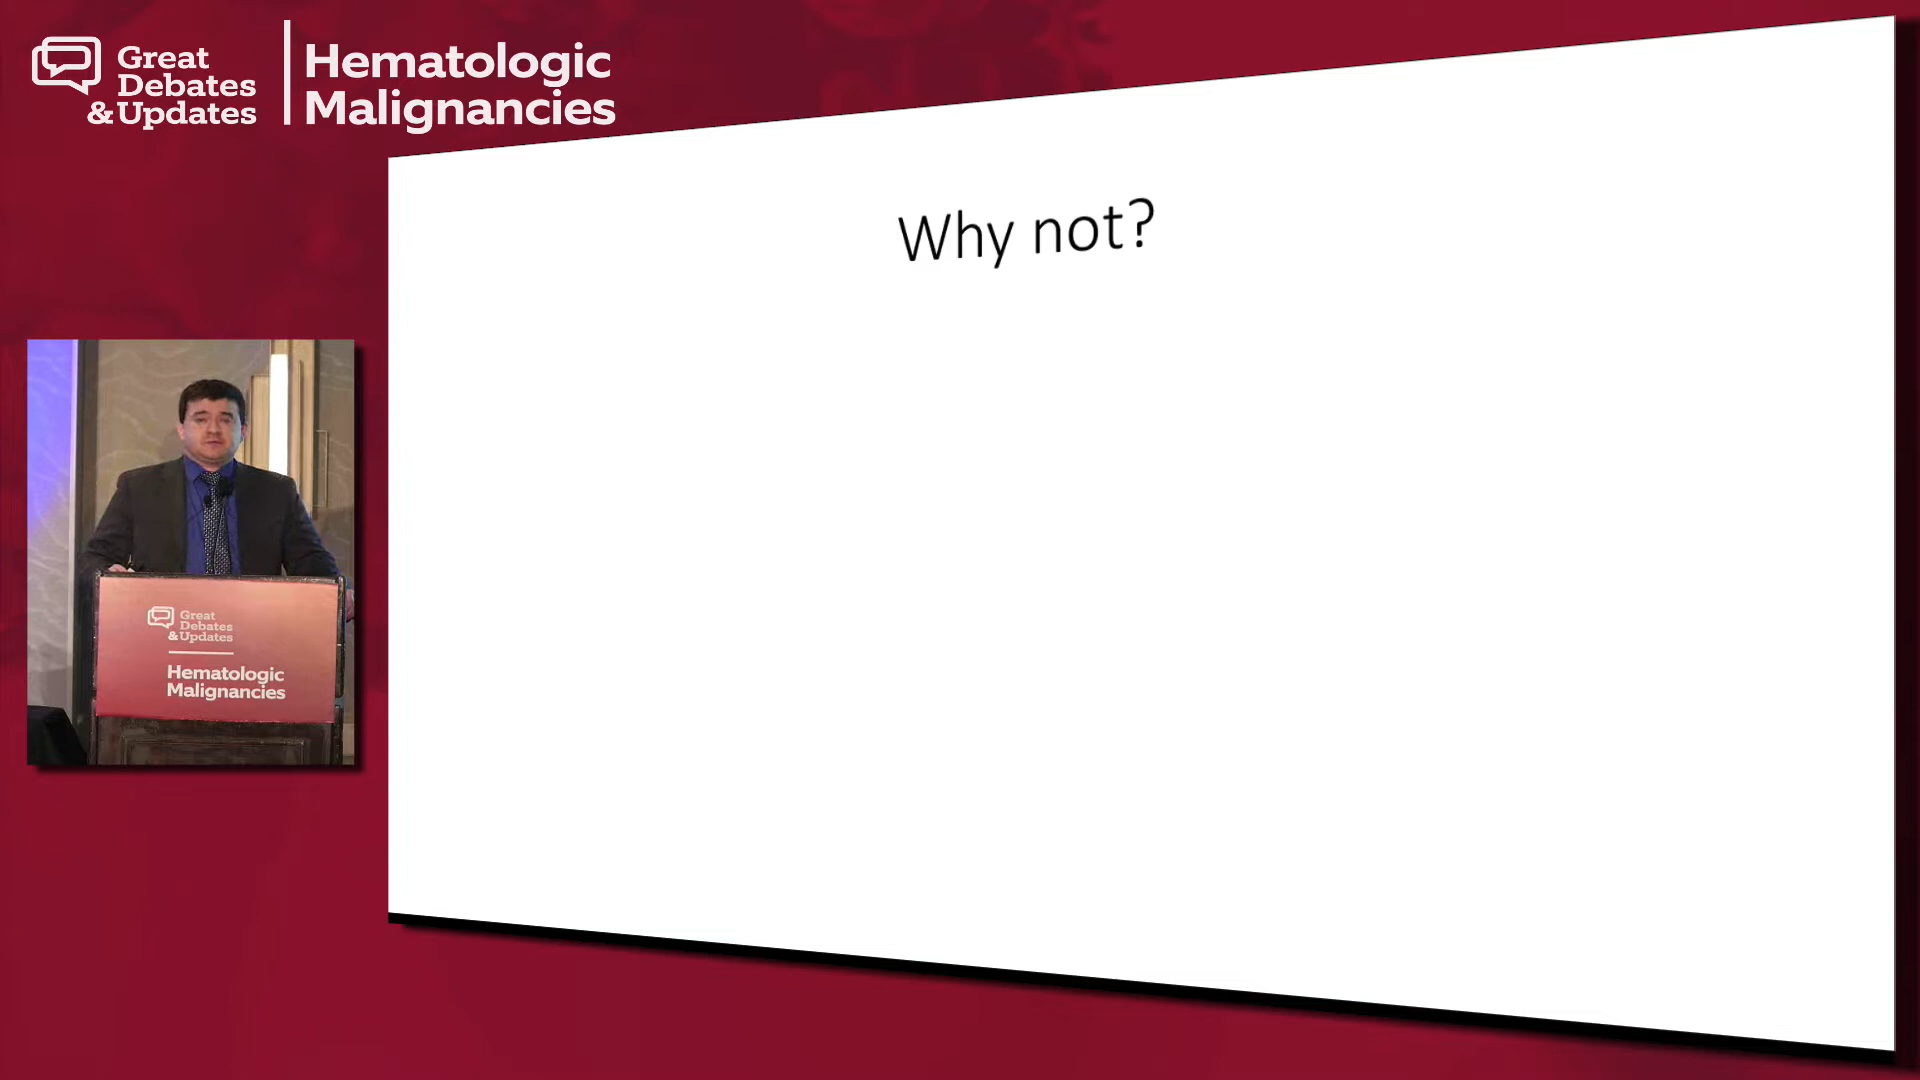 Great
Debates
& Updates
Hematologic
Malignancies
Why not?
Great
Debates
& Updates
Hematologic
Malignancies